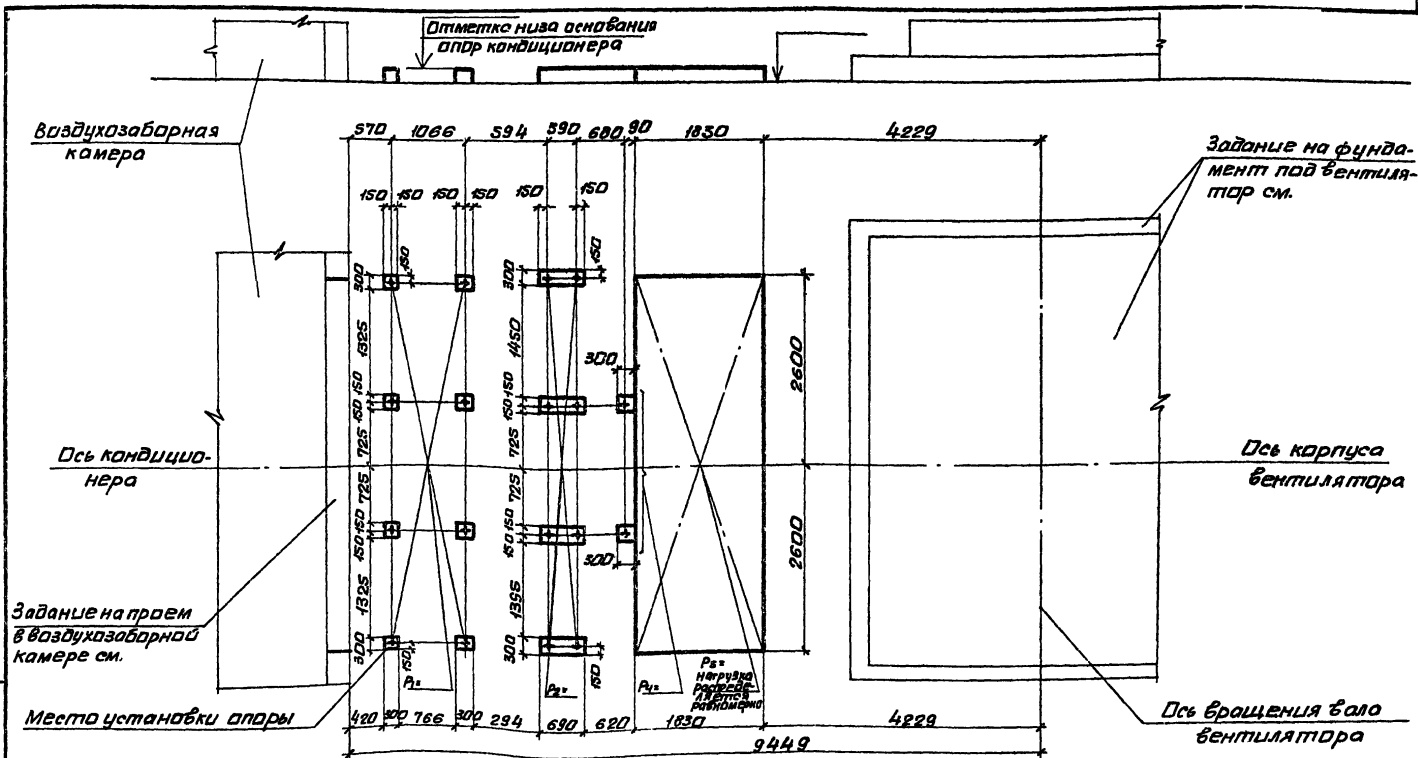 Отметка низа основания
опор кондиционера
Воздухозаборная
камера
570 1066 594 390 680 90 1830 4229
Задание на фунда-
мент под вентиля-
тор см.
150 150 150 150 150 150
300 150 300 150
1325 1450
300
2600
150 150 150 150
725 725
Ось кондицио-
нера
Ось корпуса
вентилятора
725 725
150 150 150 150
300
2600
1325 1395
Задание на проем
в воздухозаборной
камере см.
300 150 300 150
P1= P2= P4=
P5=
нагрузка
распреде-
ляется
равномерно
Место установки опоры
420 300 766 300 294 690 620 1830 4229
9449
Ось вращения вала
вентилятора